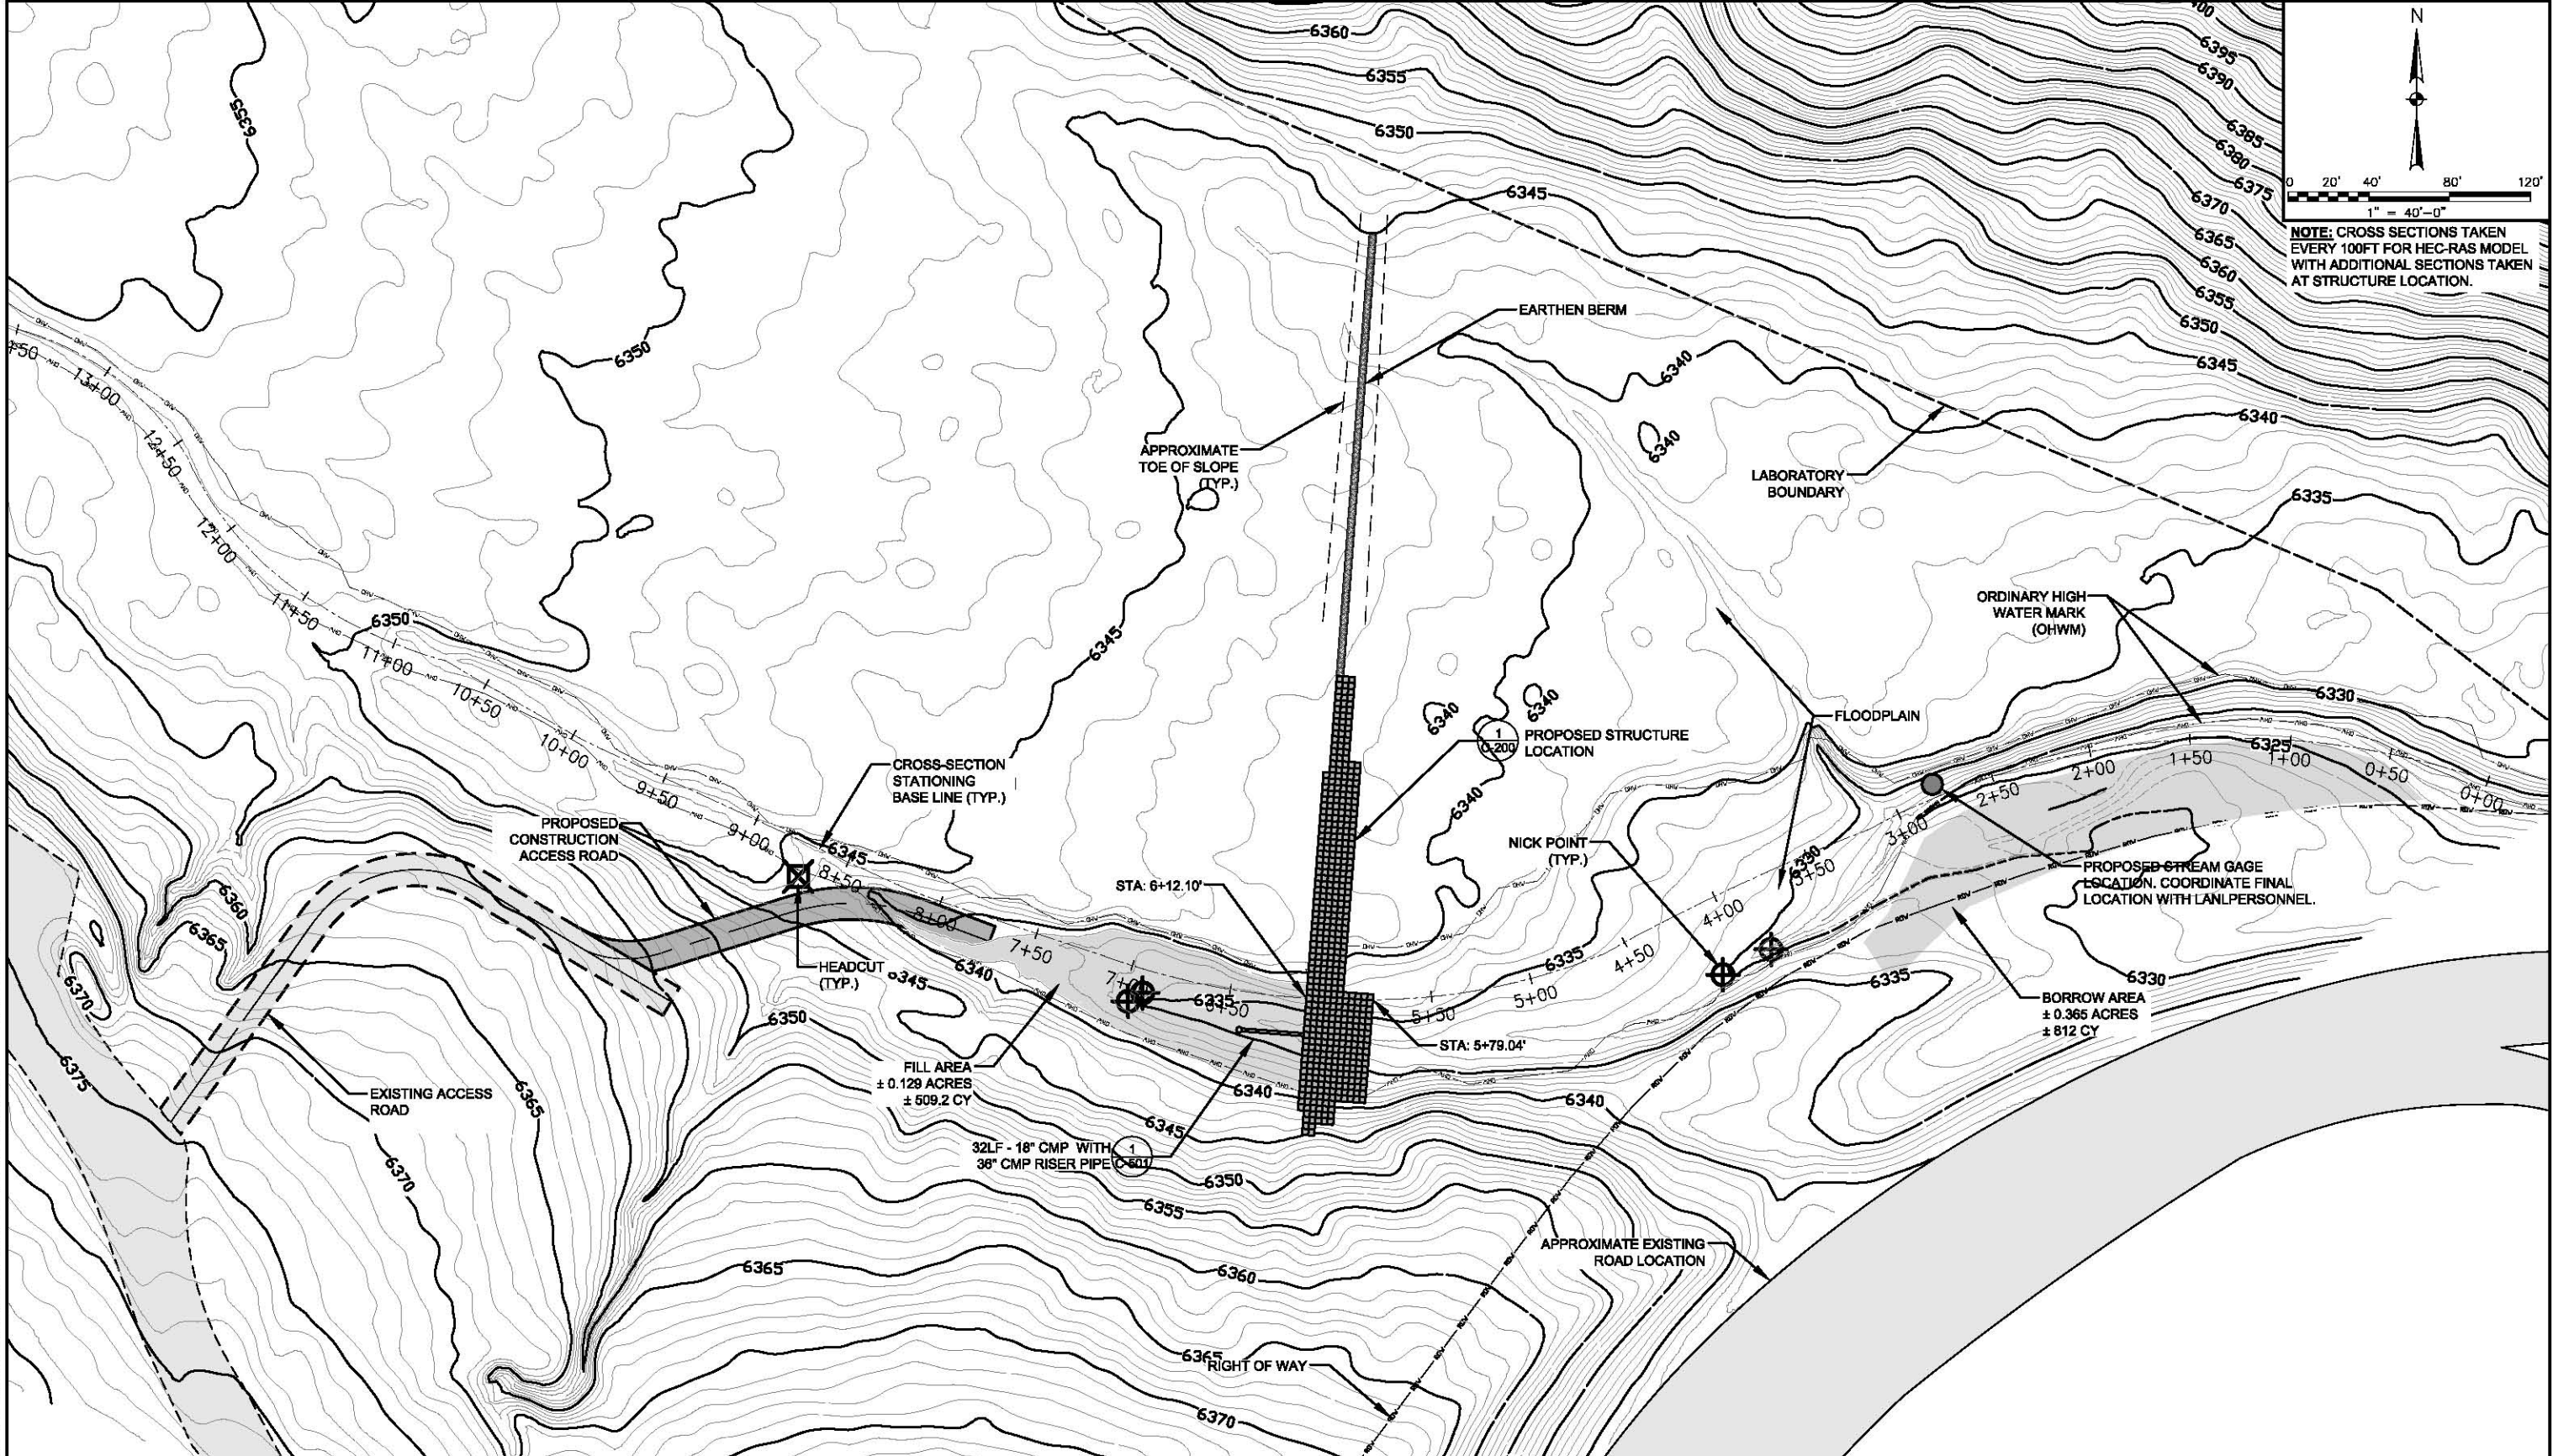 N
0 20' 40' 80' 120'
1" = 40'-0"
NOTE: CROSS SECTIONS TAKEN
EVERY 100FT FOR HEC-RAS MODEL
WITH ADDITIONAL SECTIONS TAKEN
AT STRUCTURE LOCATION.
6360
6355
6350
6345
6395
6390
6385
6380
6375
6370
6365
6360
6355
6350
6345
6340
6335
6355
6350
6350
6345
EARTHEN BERM
APPROXIMATE
TOE OF SLOPE
(TYP.)
6340
6340
LABORATORY
BOUNDARY
ORDINARY HIGH
WATER MARK
(OHWM)
FLOODPLAIN
6330
6325
6340
6340
6340
1
C-200
PROPOSED STRUCTURE
LOCATION
CROSS-SECTION
STATIONING
BASE LINE (TYP.)
PROPOSED
CONSTRUCTION
ACCESS ROAD
NICK POINT
(TYP.)
STA: 6+12.10'
STA: 5+79.04'
PROPOSED STREAM GAGE
LOCATION. COORDINATE FINAL
LOCATION WITH LANLPERSONNEL.
BORROW AREA
± 0.365 ACRES
± 812 CY
HEADCUT
(TYP.)
FILL AREA
± 0.129 ACRES
± 509.2 CY
EXISTING ACCESS
ROAD
32LF - 18" CMP WITH
36" CMP RISER PIPE
1
C-501
APPROXIMATE EXISTING
ROAD LOCATION
RIGHT OF WAY
13+00
12+50
12+00
11+50
11+00
10+50
10+00
9+50
9+00
8+50
8+00
7+50
6+50
5+50
5+00
4+50
4+00
3+50
3+00
2+50
2+00
1+50
1+00
0+50
0+00
6345
6345
6340
6335
6335
6330
6335
6330
6340
6340
6345
6350
6350
6355
6360
6365
6365
6370
6360
6365
6370
6375
6365
6370